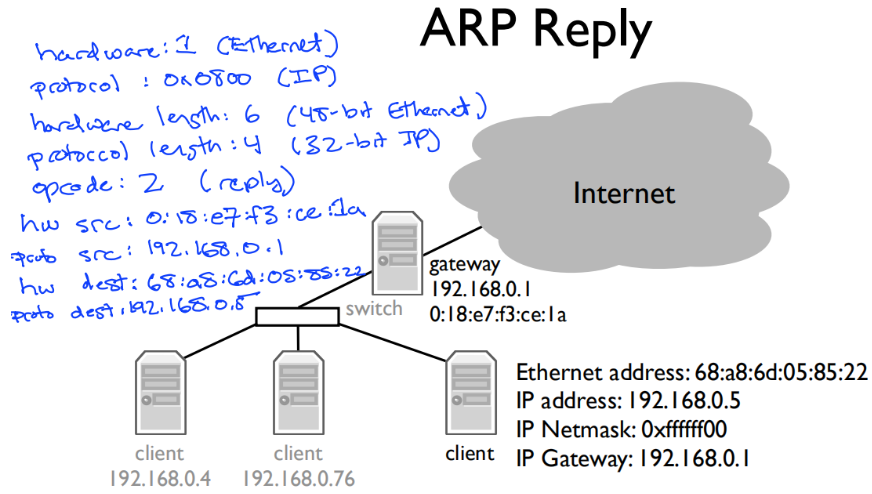 ARP Reply
hardware: 1 (Ethernet)
protocol : 0x0800 (IP)
hardware length: 6 (48-bit Ethernet)
protoccol length: 4 (32-bit IP)
opcode: 2 (reply)
hw src: 0:18:e7:f3:ce:1a
proto src: 192.168.0.1
hw dest: 68:a8:6d:05:85:22
proto dest: 192.168.0.5
Internet
gateway
192.168.0.1
0:18:e7:f3:ce:1a
switch
client
192.168.0.4
client
192.168.0.76
client
Ethernet address: 68:a8:6d:05:85:22
IP address: 192.168.0.5
IP Netmask: 0xffffff00
IP Gateway: 192.168.0.1